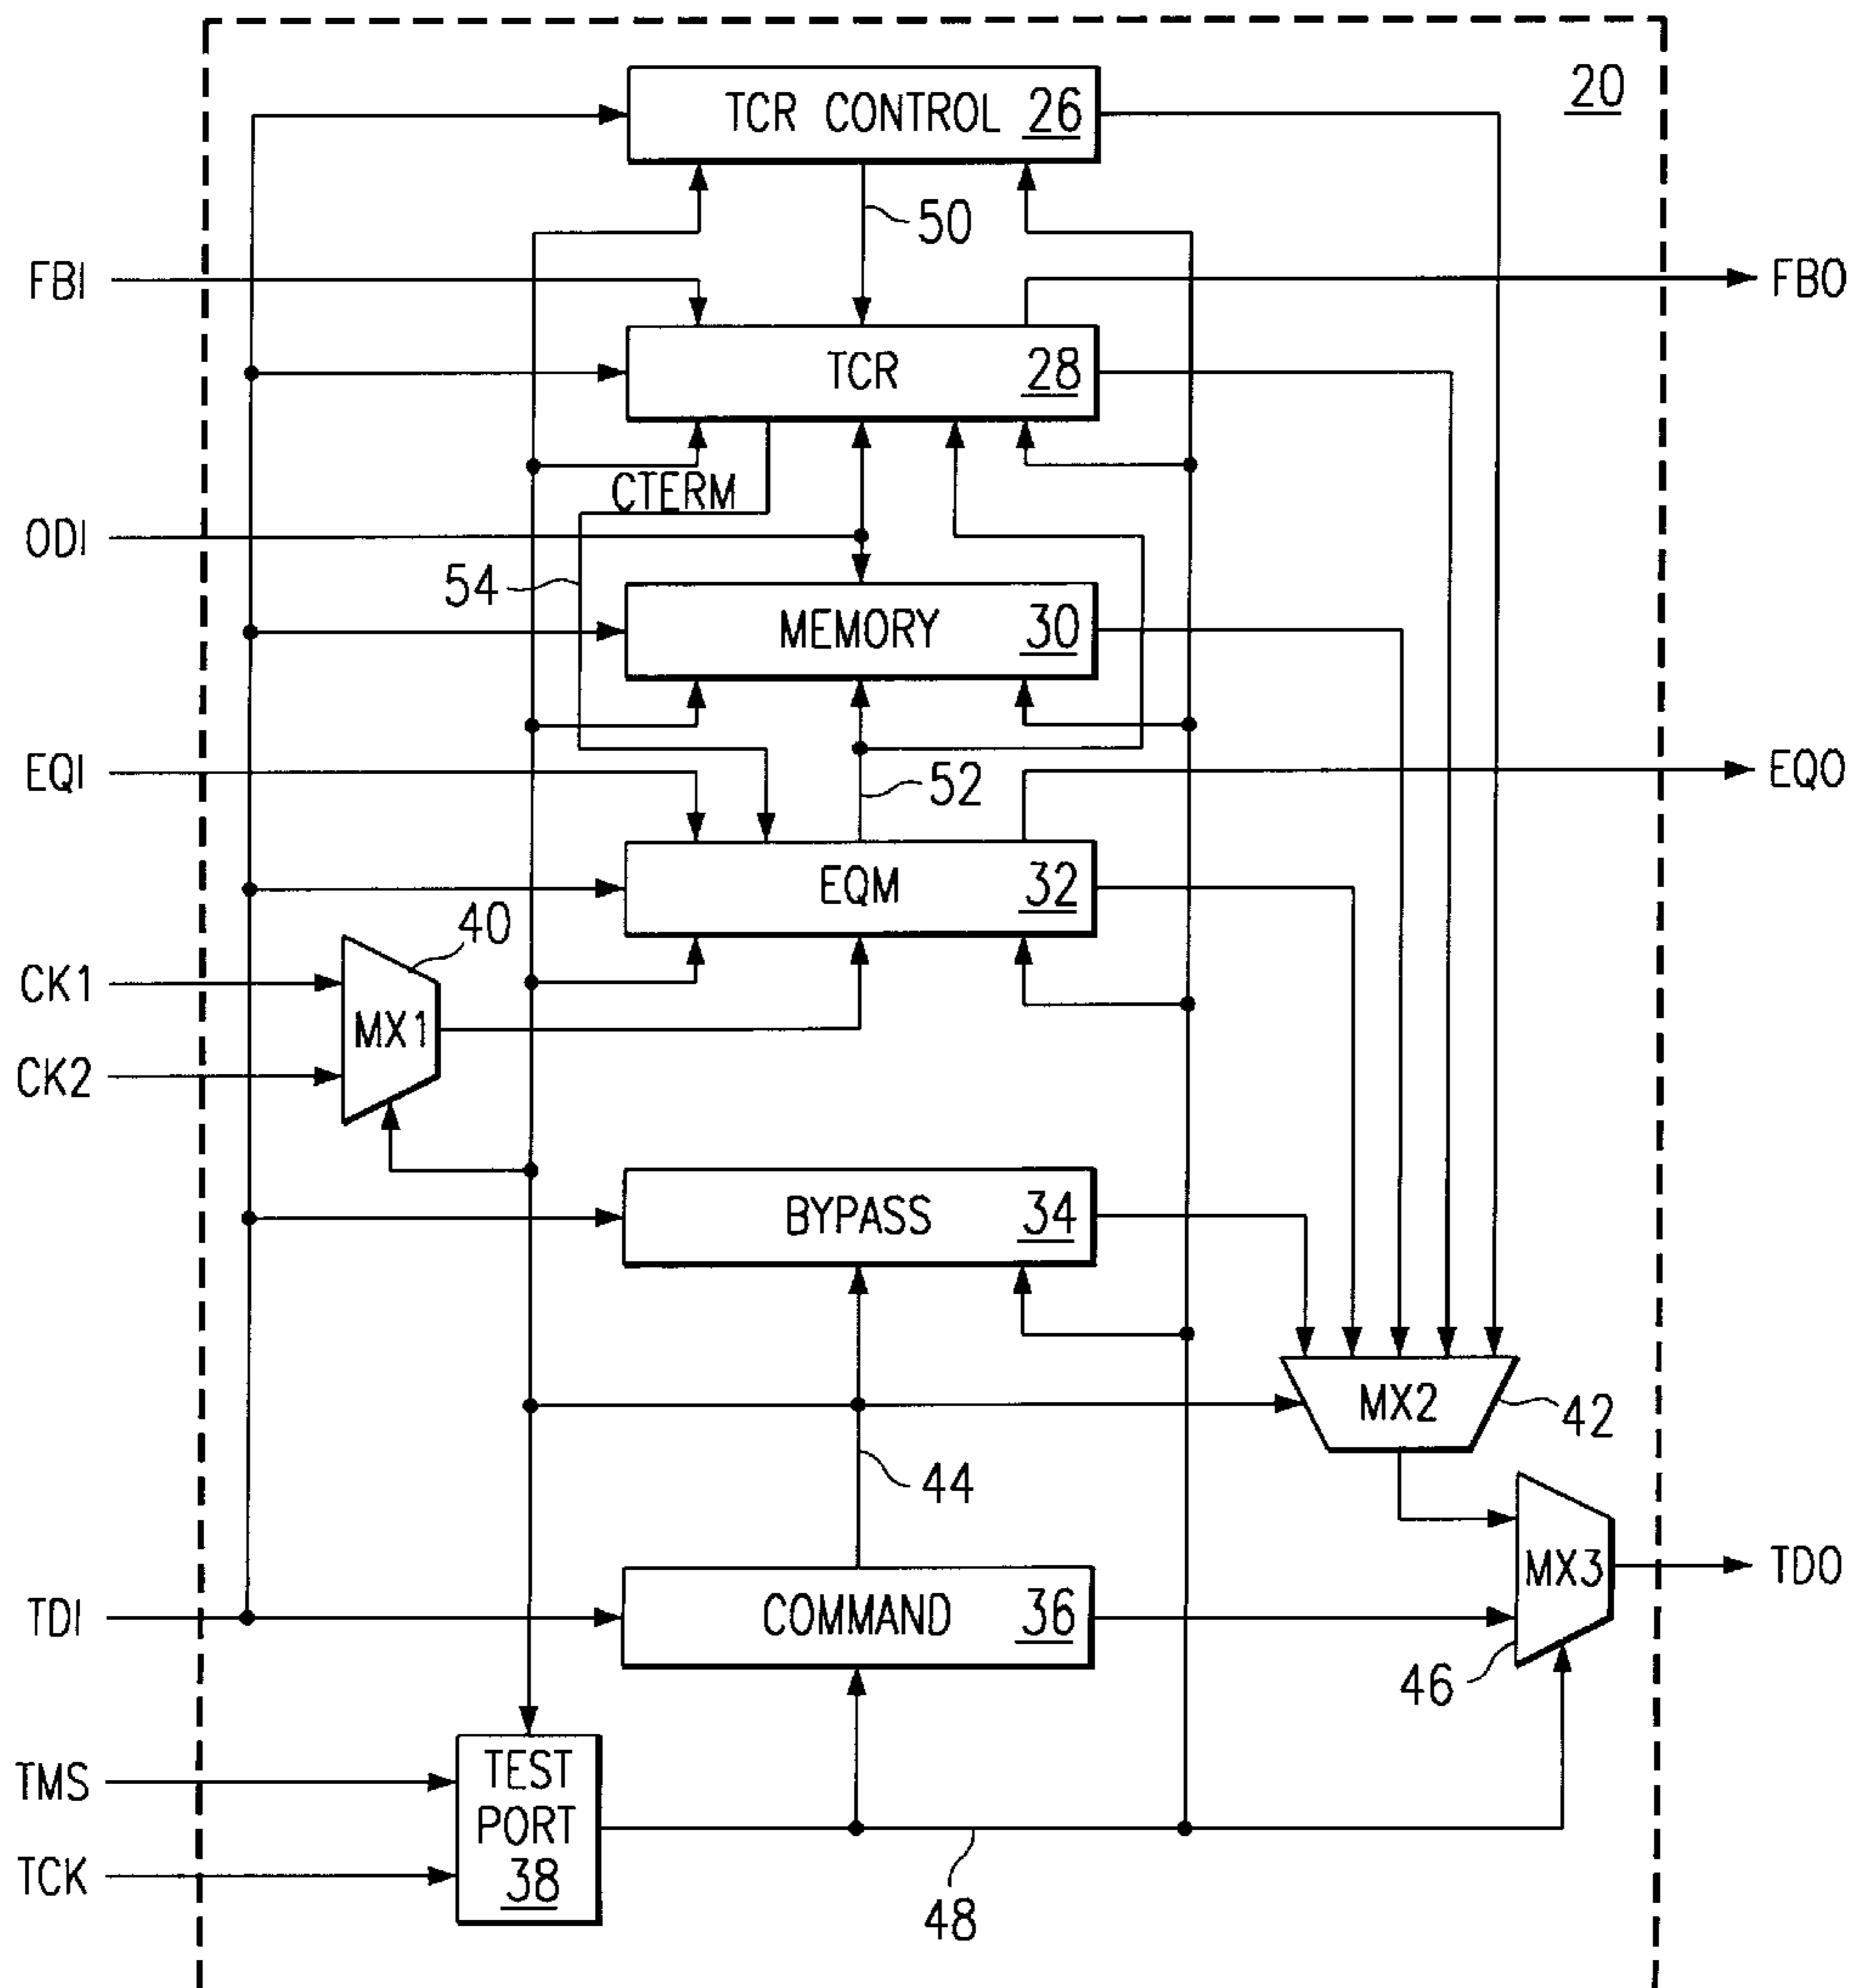 20
TCR CONTROL 26
50
FBI
FBO
TCR 28
CTERM
ODI
54
MEMORY 30
EQI
52
EQO
EQM 32
40
CK1
MX1
CK2
BYPASS 34
MX2
42
44
MX3
TDO
TDI
COMMAND 36
46
TMS
TEST
PORT
38
TCK
48